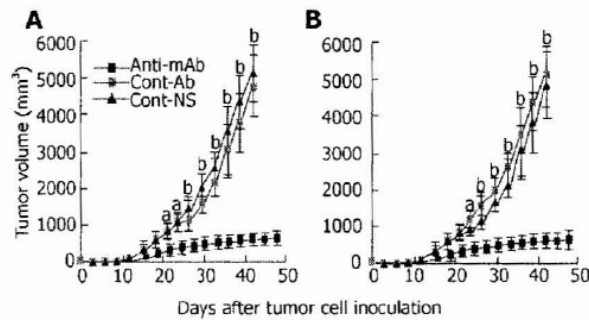 A
B
6000
5000
4000
3000
2000
1000
0
Tumor volume (mm³)
Anti-mAb
Cont-Ab
Cont-NS
a a b b b b b b b
0 10 20 30 40 50
6000
5000
4000
3000
2000
1000
0
a b b b b b b b
0 10 20 30 40 50
Days after tumor cell inoculation